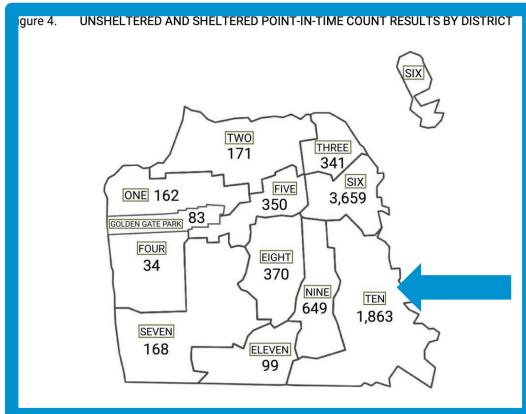 igure 4. UNSHELTERED AND SHELTERED POINT-IN-TIME COUNT RESULTS BY DISTRICT
SIX
TWO
171
THREE
341
ONE 162
FIVE
350
SIX
3,659
GOLDEN GATE PARK 83
FOUR
34
EIGHT
370
NINE
649
TEN
1,863
SEVEN
168
ELEVEN
99